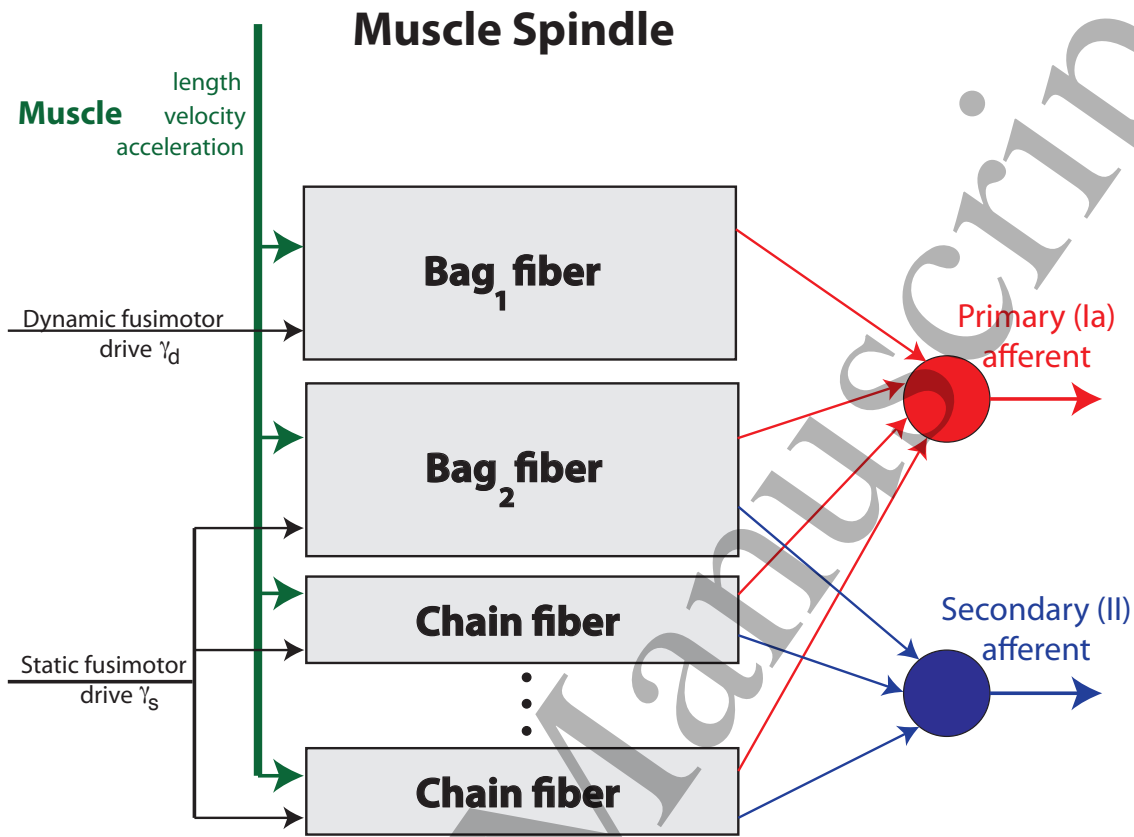 Muscle Spindle
length
Muscle velocity
acceleration
Bag1 fiber
Dynamic fusimotor
drive γd
Primary (Ia)
afferent
Bag2 fiber
Chain fiber
Secondary (II)
afferent
Static fusimotor
drive γs
Chain fiber
Manuscrip